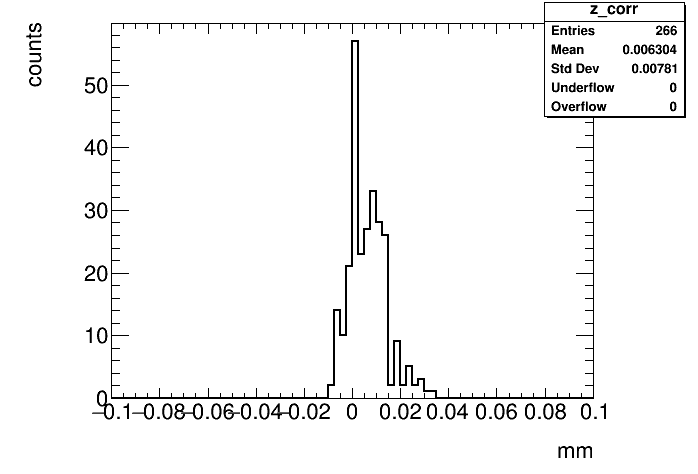 z_corr
Entries 266
Mean 0.006304
Std Dev 0.00781
Underflow 0
Overflow 0
counts
50
40
30
20
10
0
−0.1 −0.08 −0.06 −0.04 −0.02 0 0.02 0.04 0.06 0.08 0.1
mm